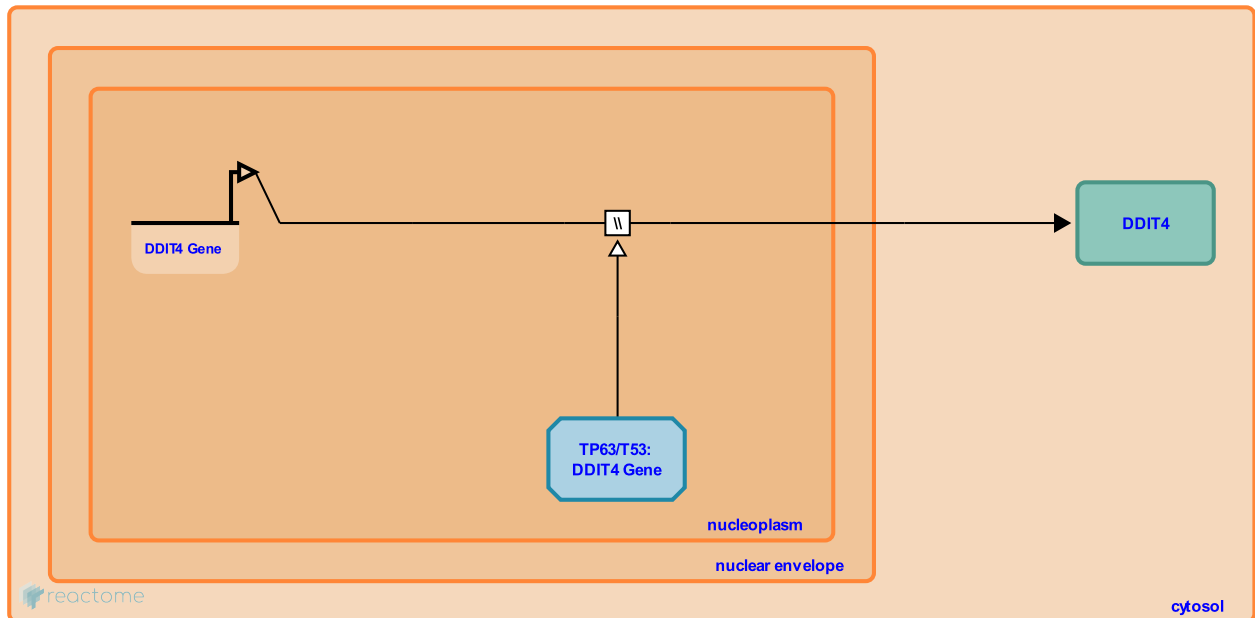 DDIT4 Gene
\\
DDIT4
TP63/T53:
DDIT4 Gene
nucleoplasm
nuclear envelope
reactome
cytosol